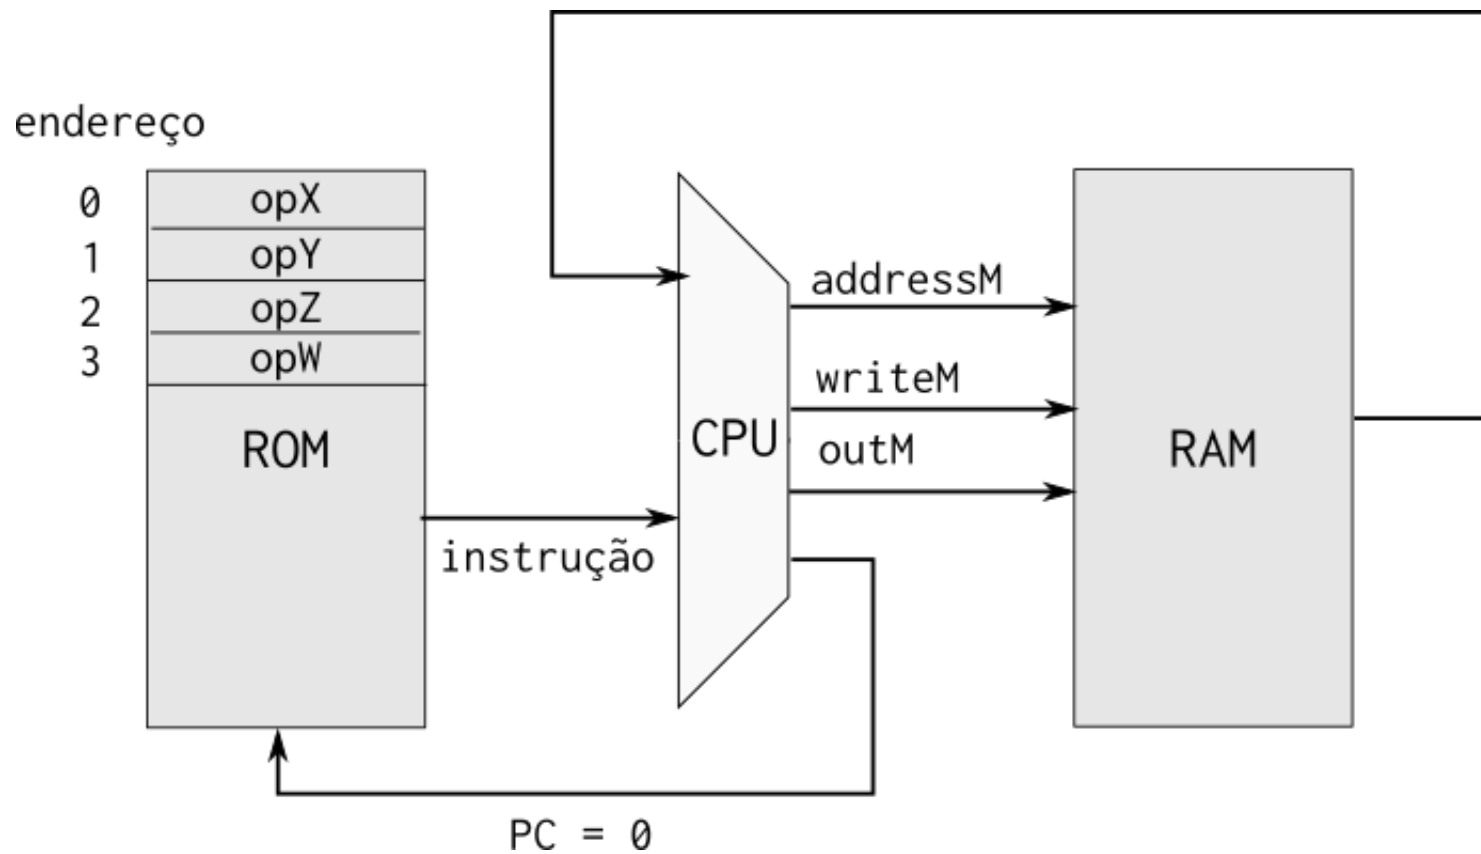 endereço
0 opX
1 opY
2 opZ
3 opW
ROM
instrução
CPU
addressM
writeM
outM
RAM
PC = 0